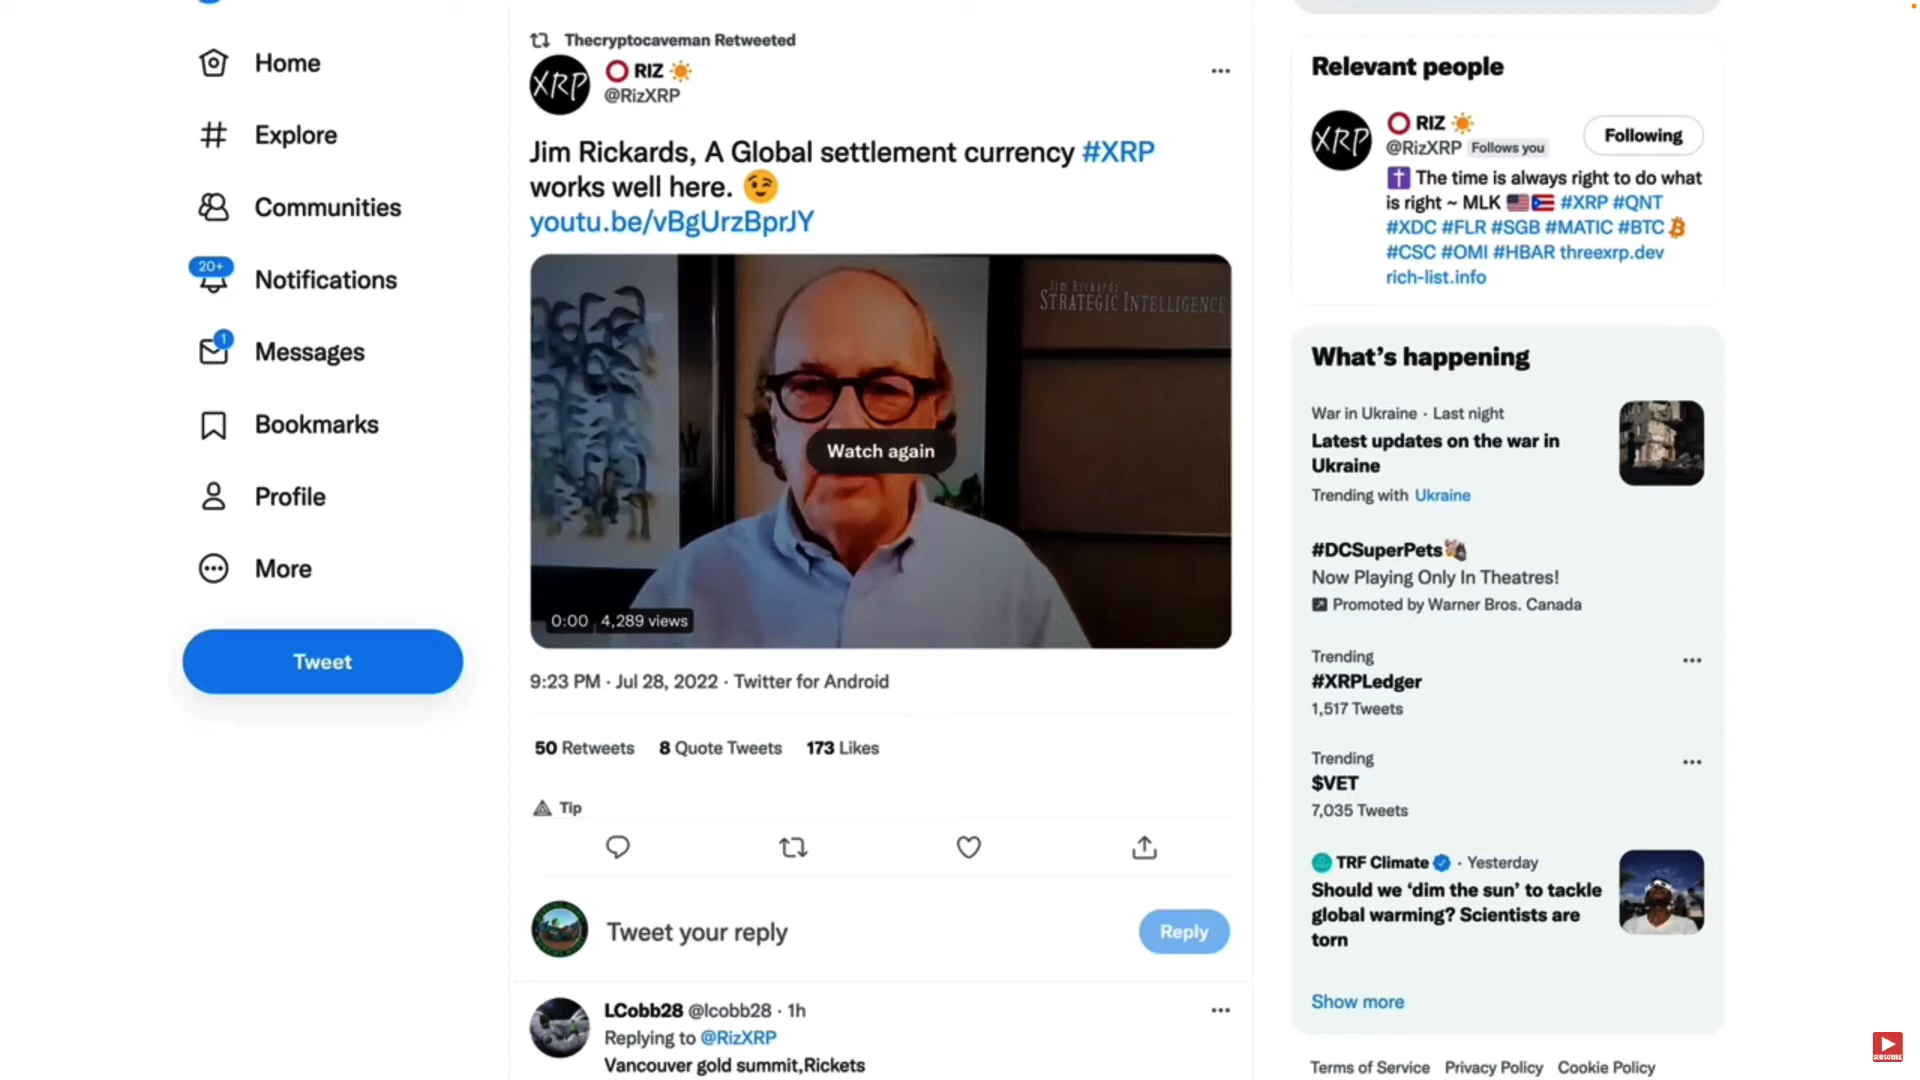 Home
Explore
Communities
20+
Notifications
1
Messages
Bookmarks
Profile
More
Tweet
Thecryptocaveman Retweeted
XRP
RIZ
@RizXRP
Jim Rickards, A Global settlement currency #XRP
works well here. 😉
youtu.be/vBgUrzBprJY
Jim Rickards'
STRATEGIC INTELLIGENCE
Watch again
0:00 4,289 views
9:23 PM · Jul 28, 2022 · Twitter for Android
50 Retweets 8 Quote Tweets 173 Likes
Tip
Tweet your reply
Reply
LCobb28 @lcobb28 · 1h
Replying to @RizXRP
Vancouver gold summit,Rickets
Relevant people
XRP
RIZ
@RizXRP Follows you
Following
The time is always right to do what
is right ~ MLK 🇺🇸🇵🇷 #XRP #QNT
#XDC #FLR #SGB #MATIC #BTC
#CSC #OMI #HBAR threexrp.dev
rich-list.info
What's happening
War in Ukraine · Last night
Latest updates on the war in
Ukraine
Trending with Ukraine
#DCSuperPets
Now Playing Only In Theatres!
Promoted by Warner Bros. Canada
Trending
#XRPLedger
1,517 Tweets
Trending
$VET
7,035 Tweets
TRF Climate · Yesterday
Should we ‘dim the sun’ to tackle
global warming? Scientists are
torn
Show more
Terms of Service Privacy Policy Cookie Policy
SUBSCRIBE